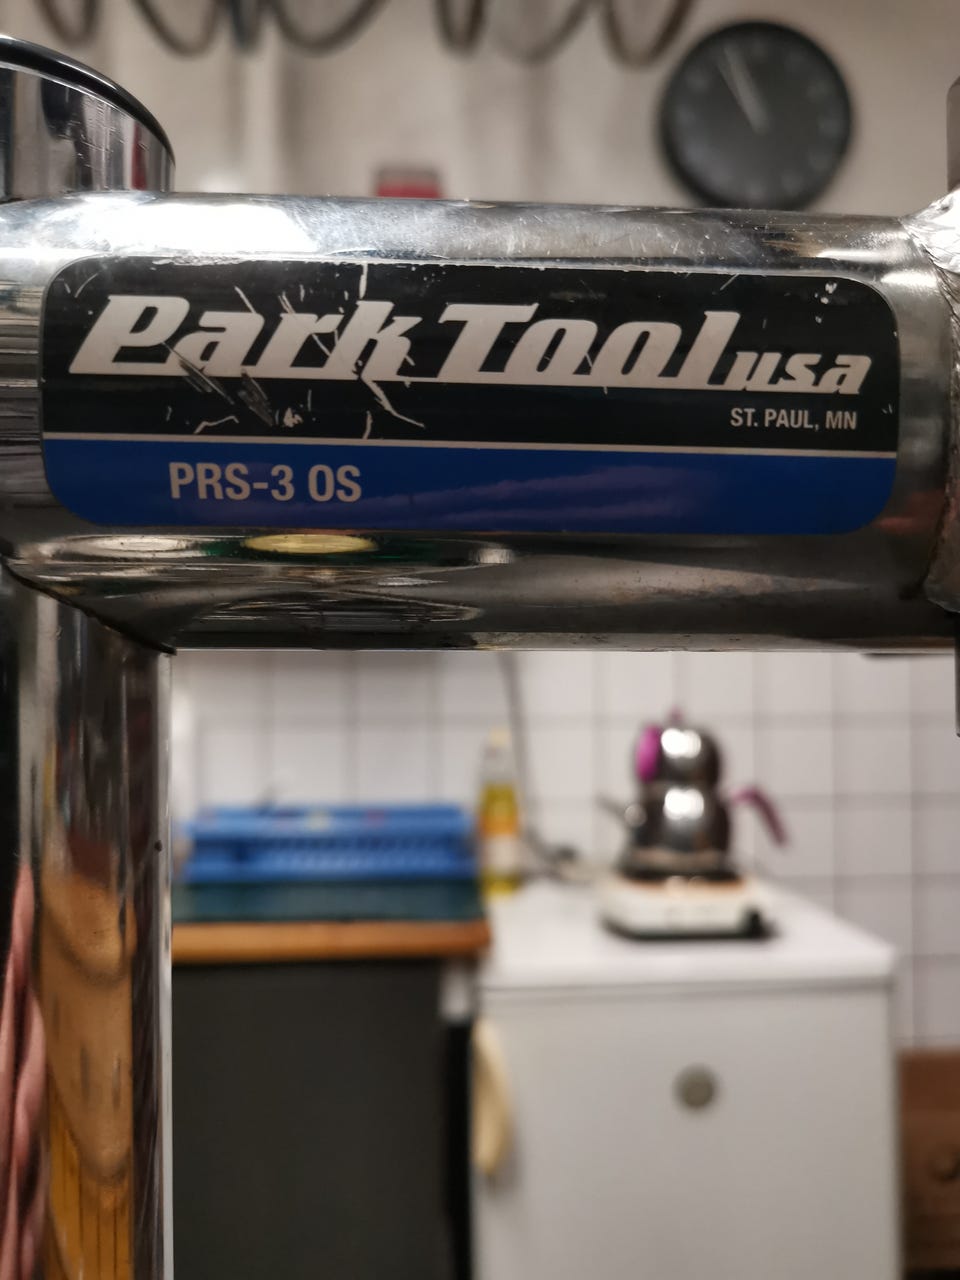 Park Tool usa
ST. PAUL, MN
PRS-3 OS